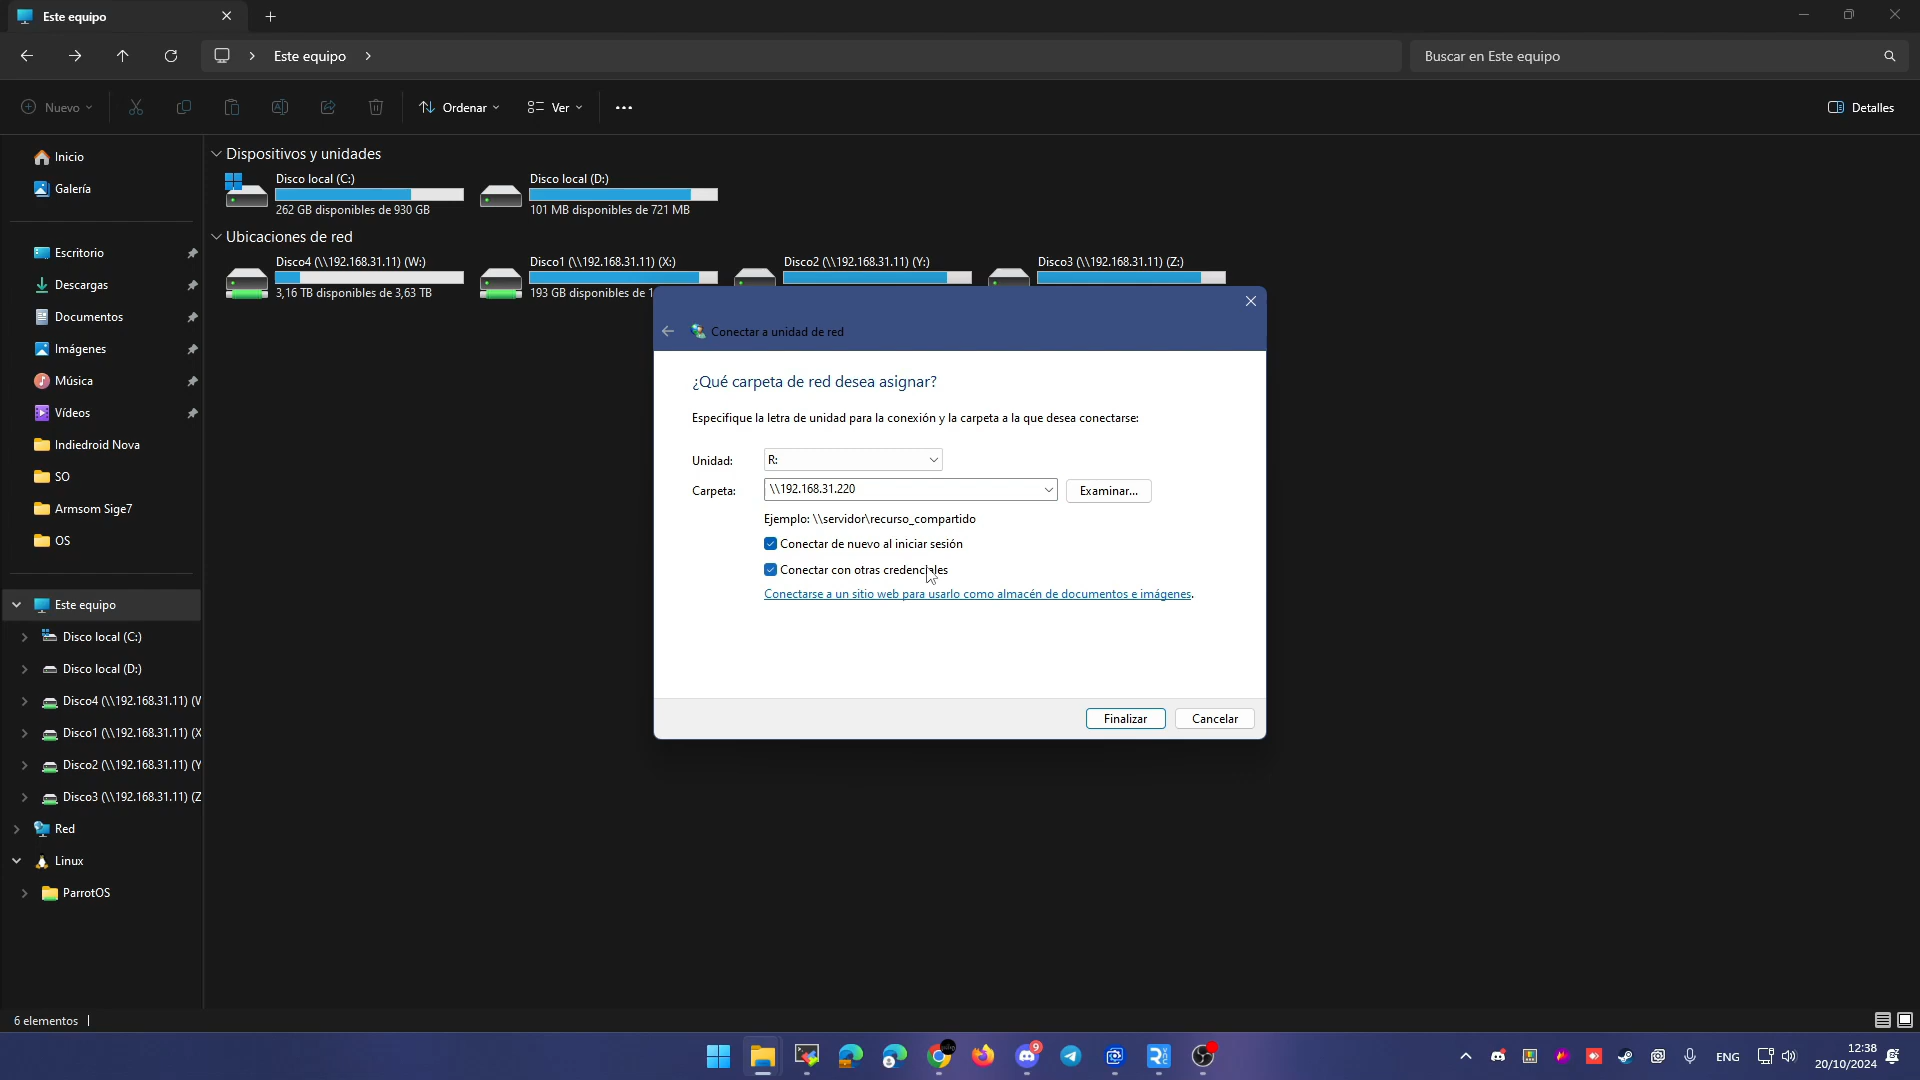 Este equipo
Este equipo
Buscar en Este equipo
Nuevo
Ordenar
Ver
Detalles
Inicio
Galería
Escritorio
Descargas
Documentos
Imágenes
Música
Vídeos
Indiedroid Nova
SO
Armsom Sige7
OS
Este equipo
Disco local (C:)
Disco local (D:)
Disco4 (\\192.168.31.11) (W
Disco1 (\\192.168.31.11) (X
Disco2 (\\192.168.31.11) (Y
Disco3 (\\192.168.31.11) (Z
Red
Linux
ParrotOS
Dispositivos y unidades
Disco local (C:)
262 GB disponibles de 930 GB
Disco local (D:)
101 MB disponibles de 721 MB
Ubicaciones de red
Disco4 (\\192.168.31.11) (W:)
3,16 TB disponibles de 3,63 TB
Disco1 (\\192.168.31.11) (X:)
193 GB disponibles de 1
Disco2 (\\192.168.31.11) (Y:)
Disco3 (\\192.168.31.11) (Z:)
Conectar a unidad de red
¿Qué carpeta de red desea asignar?
Especifique la letra de unidad para la conexión y la carpeta a la que desea conectarse:
Unidad: R:
Carpeta: \\192.168.31.220 Examinar...
Ejemplo: \\servidor\recurso_compartido
Conectar de nuevo al iniciar sesión
Conectar con otras credenciales
Conectarse a un sitio web para usarlo como almacén de documentos e imágenes.
Finalizar Cancelar
6 elementos
9
ENG
12:38
20/10/2024